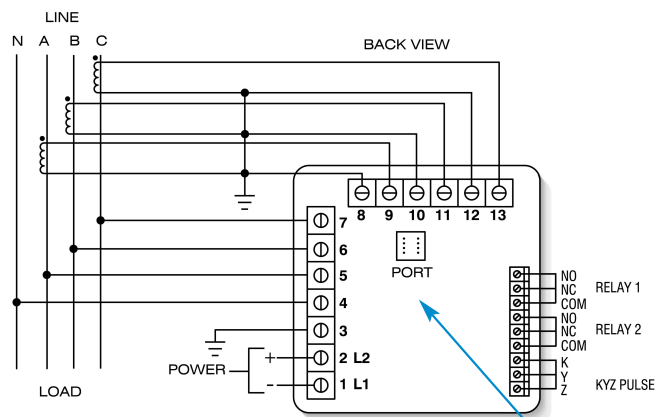 LINE
N A B C
BACK VIEW
8 9 10 11 12 13
7
6
5
4
3
2 L2
1 L1
PORT
POWER
+
-
LOAD
NO
NC
COM
RELAY 1
NO
NC
COM
RELAY 2
K
Y
Z
KYZ PULSE